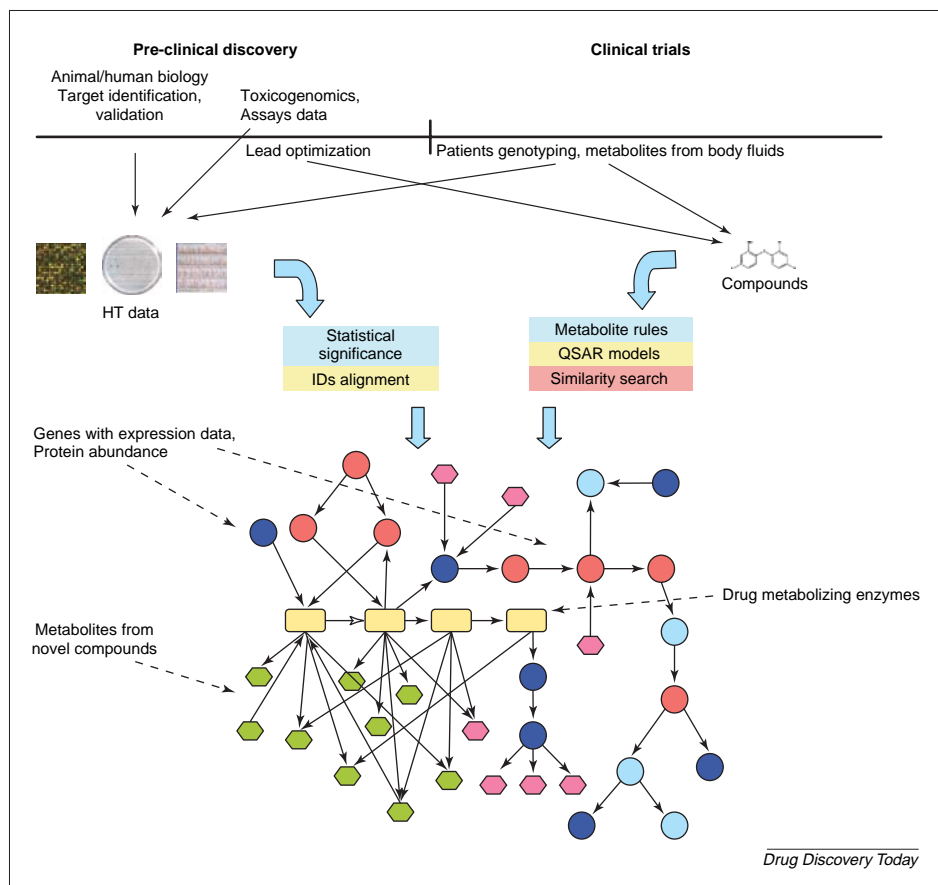 Pre-clinical discovery
Clinical trials
Animal/human biology
Target identification,
validation
Toxicogenomics,
Assays data
Lead optimization
Patients genotyping, metabolites from body fluids
HT data
Compounds
Statistical
significance
IDs alignment
Metabolite rules
QSAR models
Similarity search
Genes with expression data,
Protein abundance
Drug metabolizing enzymes
Metabolites from
novel compounds
Drug Discovery Today